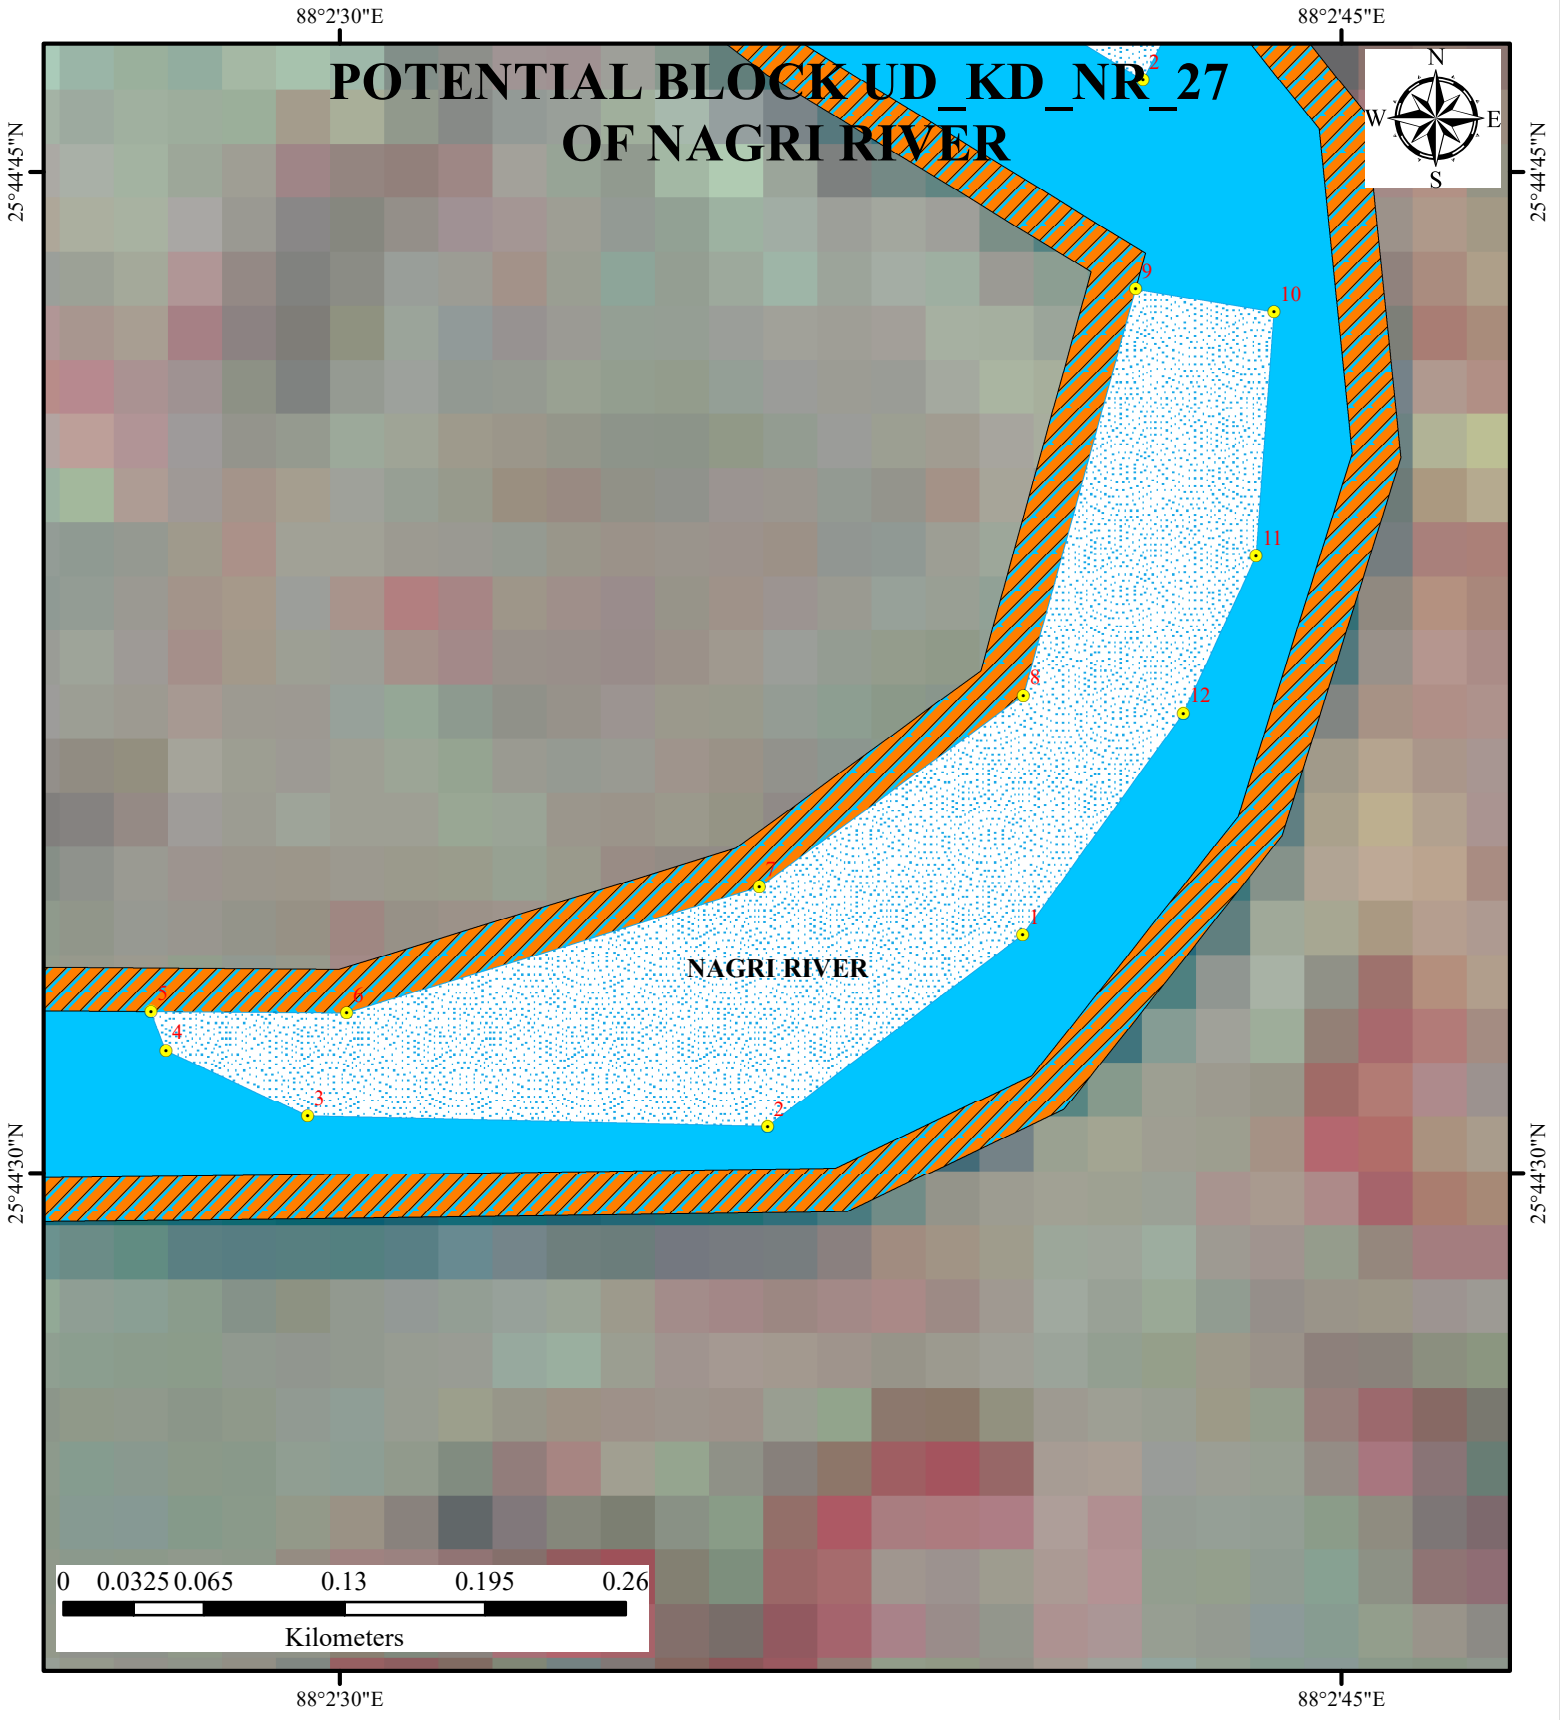 88°2'30"E
88°2'45"E
POTENTIAL BLOCK UD_KD_NR_27
OF NAGRI RIVER
2
N
W
E
S
25°44'45"N
25°44'45"N
9
10
11
8
12
7
1
NAGRI RIVER
5
6
4
3
2
25°44'30"N
25°44'30"N
0 0.0325 0.065 0.13 0.195 0.26
Kilometers
88°2'30"E
88°2'45"E